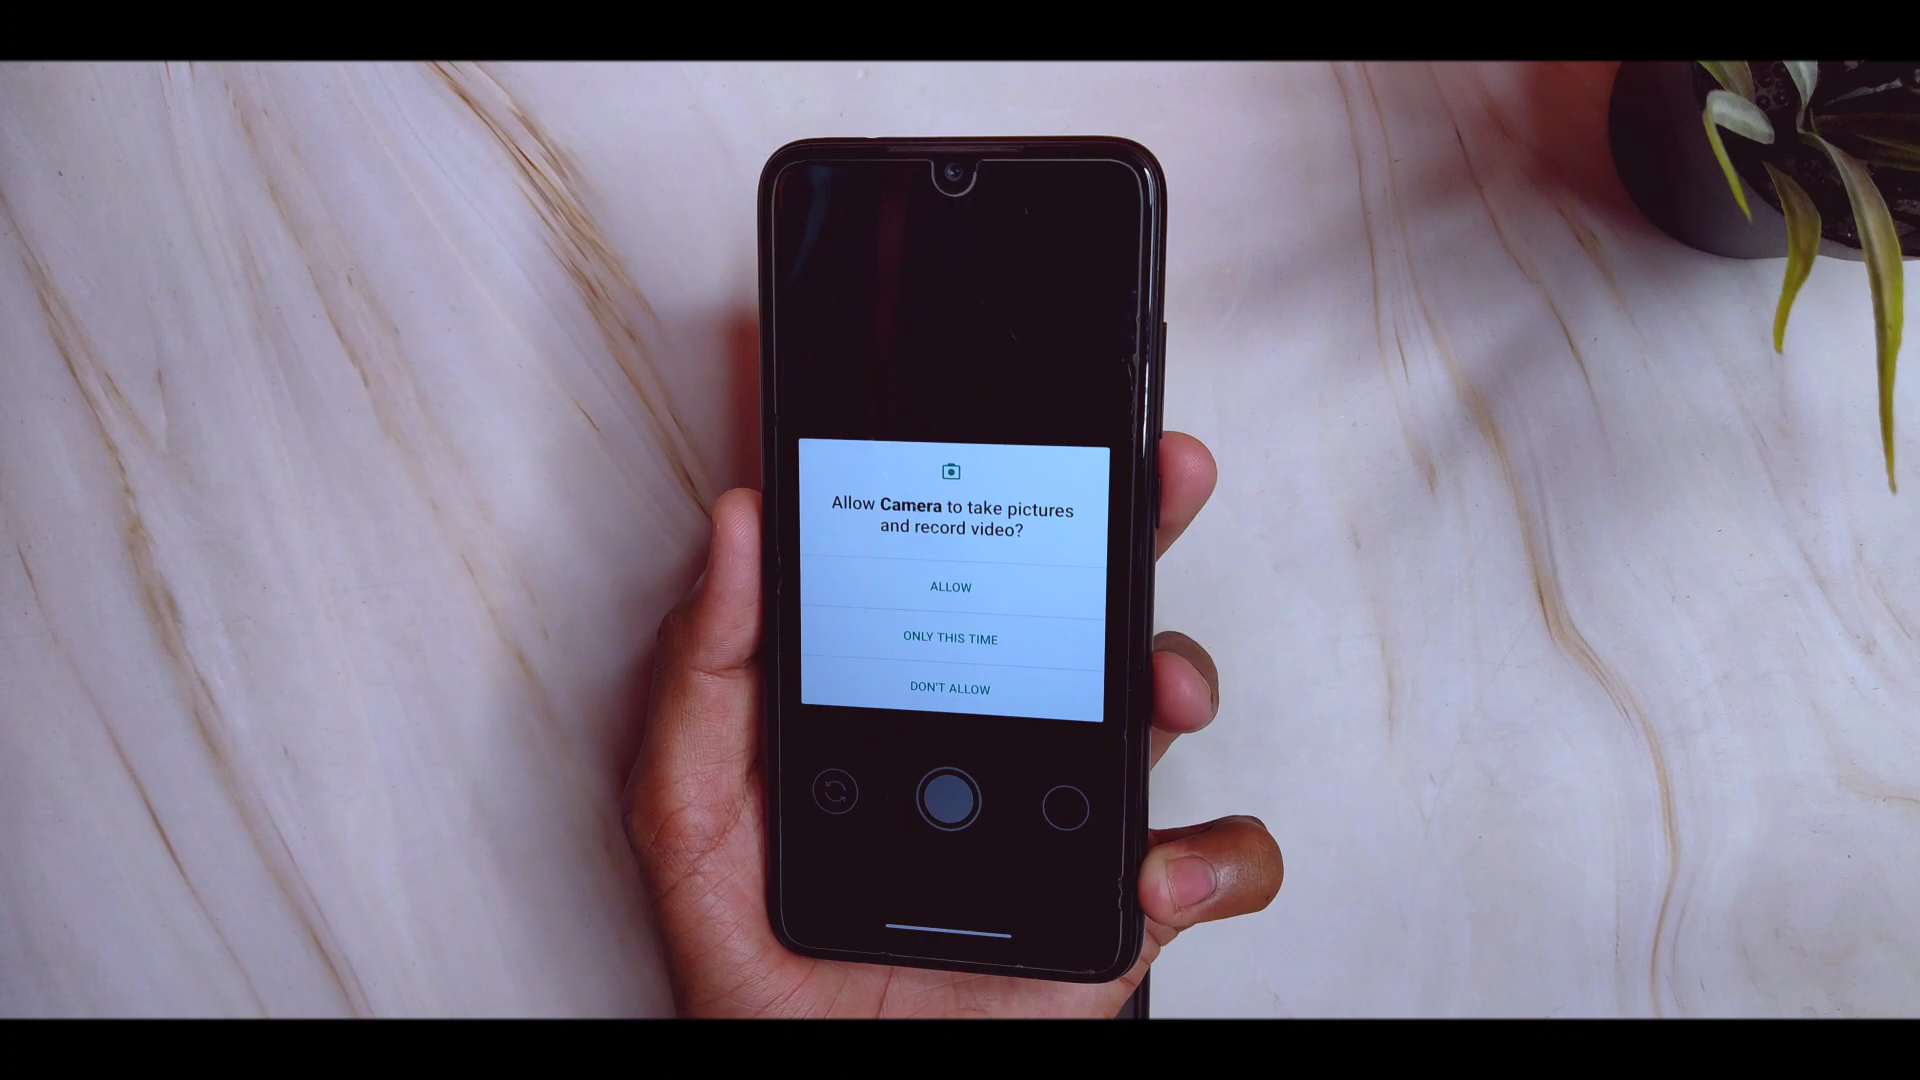 Allow Camera to take pictures
and record video?
ALLOW
ONLY THIS TIME
DON'T ALLOW